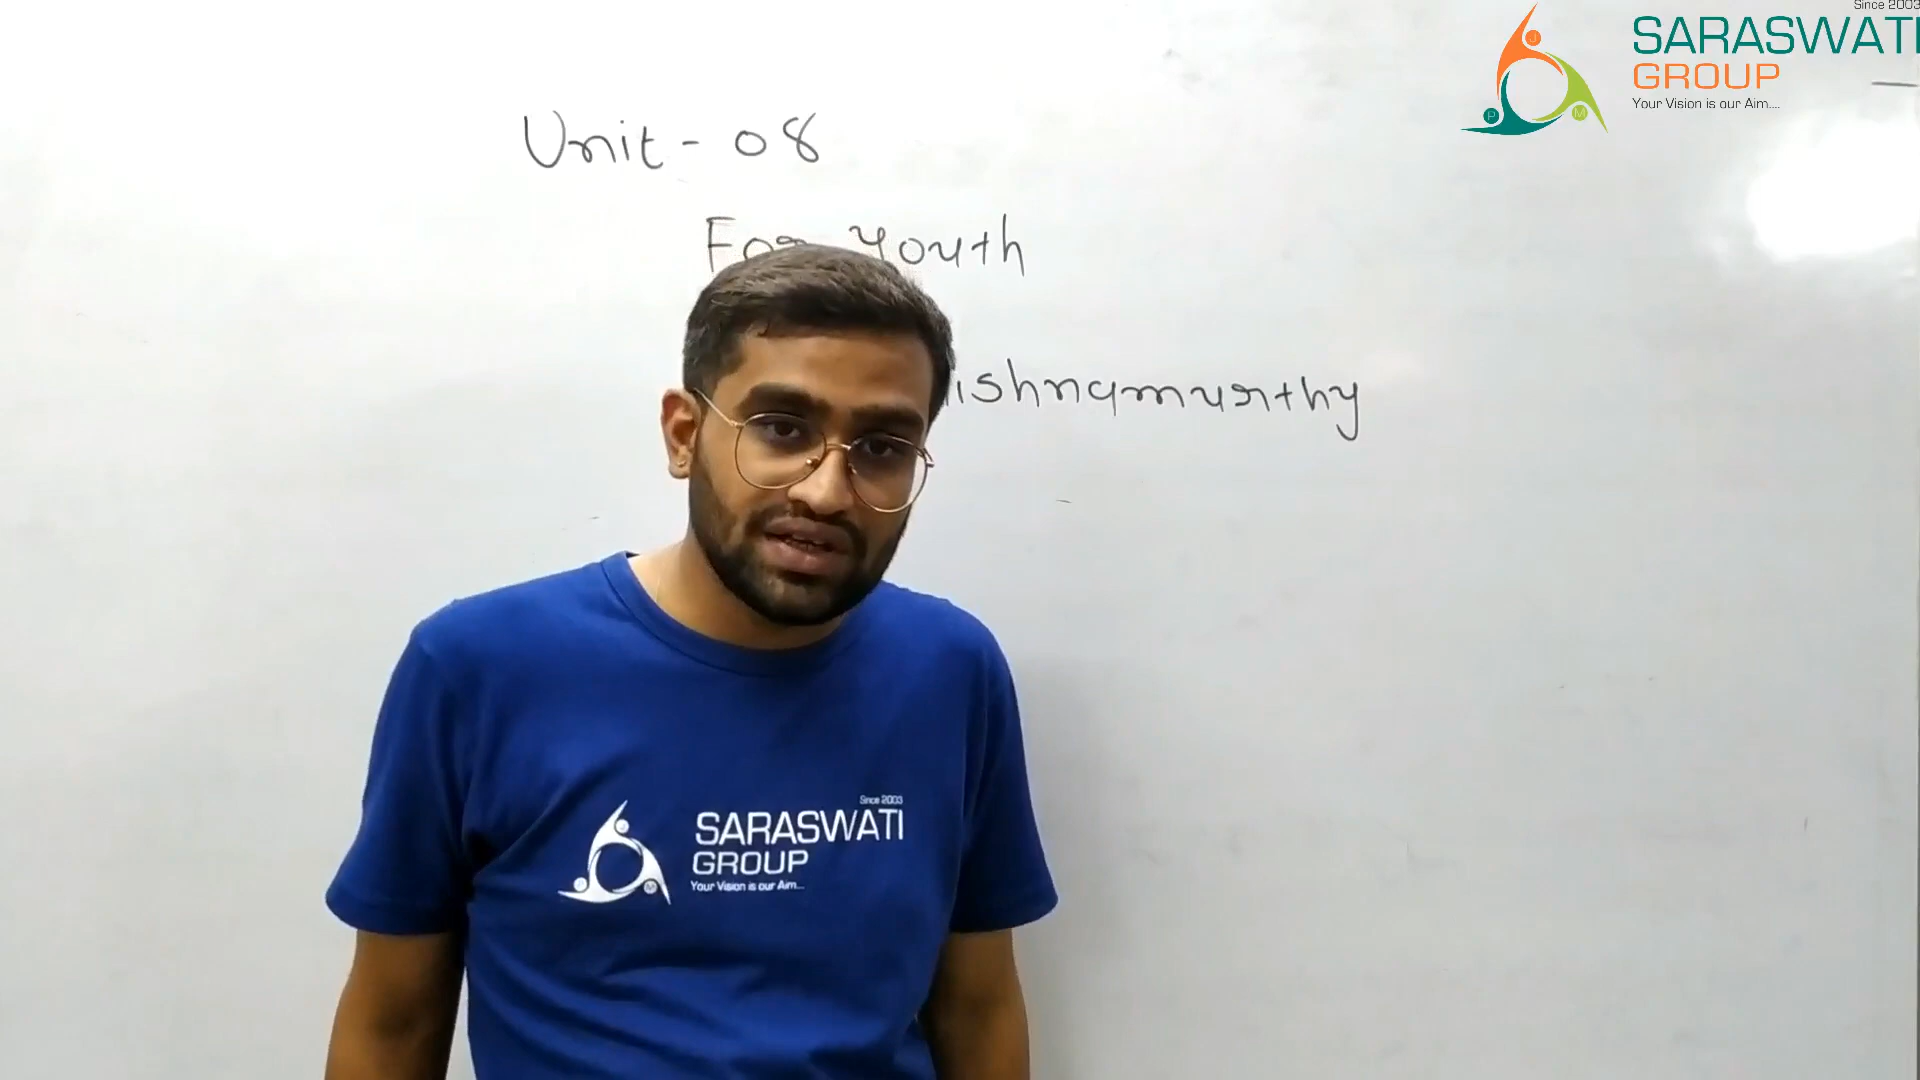 Since 2003
SARASWATI
GROUP
Your Vision is our Aim....
J
P
M
Unit - 08
For Youth
ishnamurthy
Since 2003
SARASWATI
GROUP
Your Vision is our Aim...
M